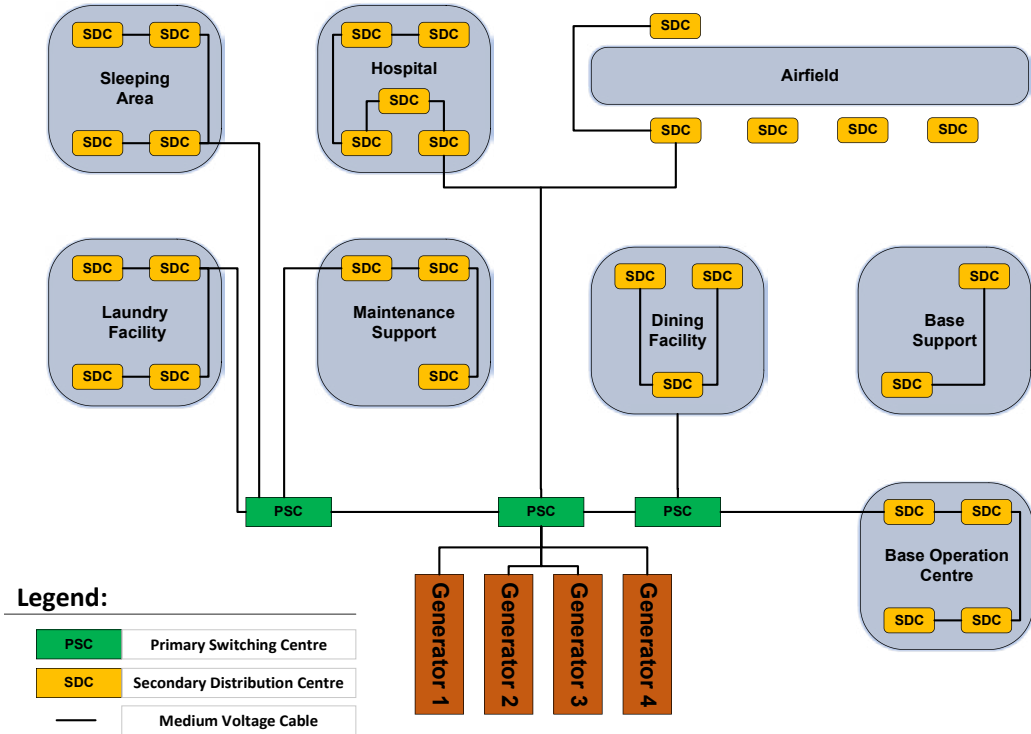 SDC SDC
Sleeping
Area
SDC SDC
SDC SDC
Hospital
SDC
SDC SDC
SDC
Airfield
SDC SDC SDC SDC
SDC SDC
Laundry
Facility
SDC SDC
SDC SDC
Maintenance
Support
SDC
SDC SDC
Dining
Facility
SDC
SDC
Base
Support
SDC
PSC
PSC
PSC
SDC SDC
Base Operation
Centre
SDC SDC
Generator 1
Generator 2
Generator 3
Generator 4
Legend:
PSC Primary Switching Centre
SDC Secondary Distribution Centre
Medium Voltage Cable